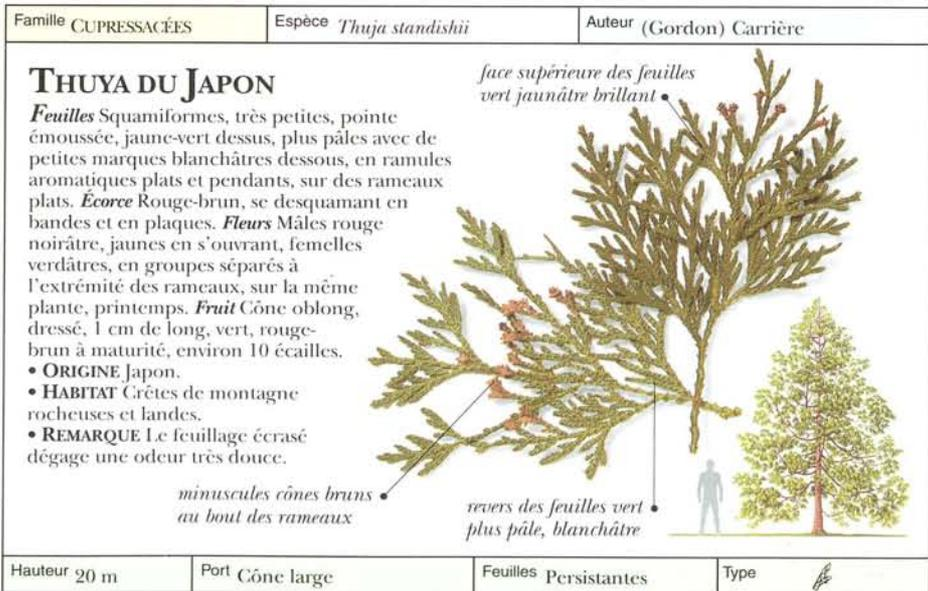 Famille CUPRESSACÉES
Espèce Thuja standishii
Auteur (Gordon) Carrière
THUYA DU JAPON
Feuilles Squamiformes, très petites, pointe
émoussée, jaune-vert dessus, plus pâles avec de
petites marques blanchâtres dessous, en ramules
aromatiques plats et pendants, sur des rameaux
plats. Écorce Rouge-brun, se desquamant en
bandes et en plaques. Fleurs Mâles rouge
noirâtre, jaunes en s'ouvrant, femelles
verdâtres, en groupes séparés à
l'extrémité des rameaux, sur la même
plante, printemps. Fruit Cône oblong,
dressé, 1 cm de long, vert, rouge-
brun à maturité, environ 10 écailles.
• ORIGINE Japon.
• HABITAT Crêtes de montagne
rocheuses et landes.
• REMARQUE Le feuillage écrasé
dégage une odeur très douce.
face supérieure des feuilles
vert jaunâtre brillant
minuscules cônes bruns
au bout des rameaux
revers des feuilles vert
plus pâle, blanchâtre
Hauteur 20 m
Port Cône large
Feuilles Persistantes
Type